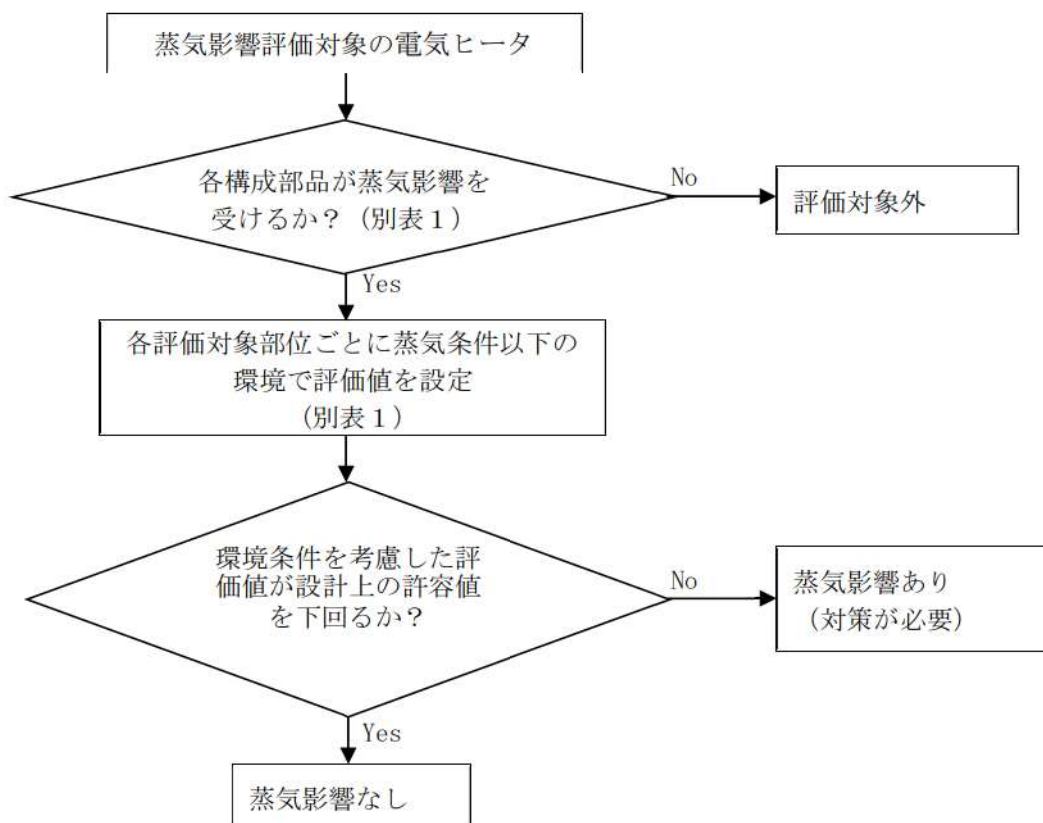 蒸気影響評価対象の電気ヒータ
各構成部品が蒸気影響を
受けるか？（別表１）
No
評価対象外
Yes
各評価対象部位ごとに蒸気条件以下の
環境で評価値を設定
（別表１）
環境条件を考慮した評
価値が設計上の許容値
を下回るか？
No
蒸気影響あり
（対策が必要）
Yes
蒸気影響なし